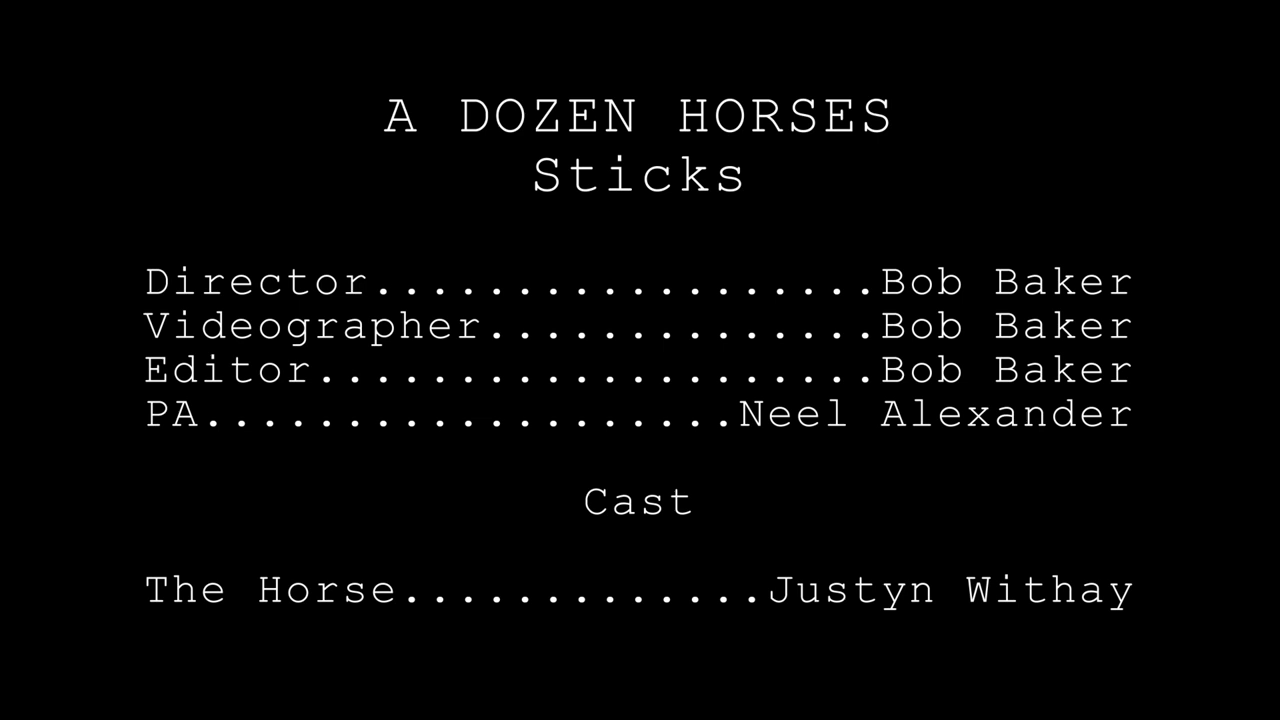 A DOZEN HORSES
Sticks
Director..................Bob Baker
Videographer..............Bob Baker
Editor....................Bob Baker
PA...................Neel Alexander
Cast
The Horse.............Justyn Withay